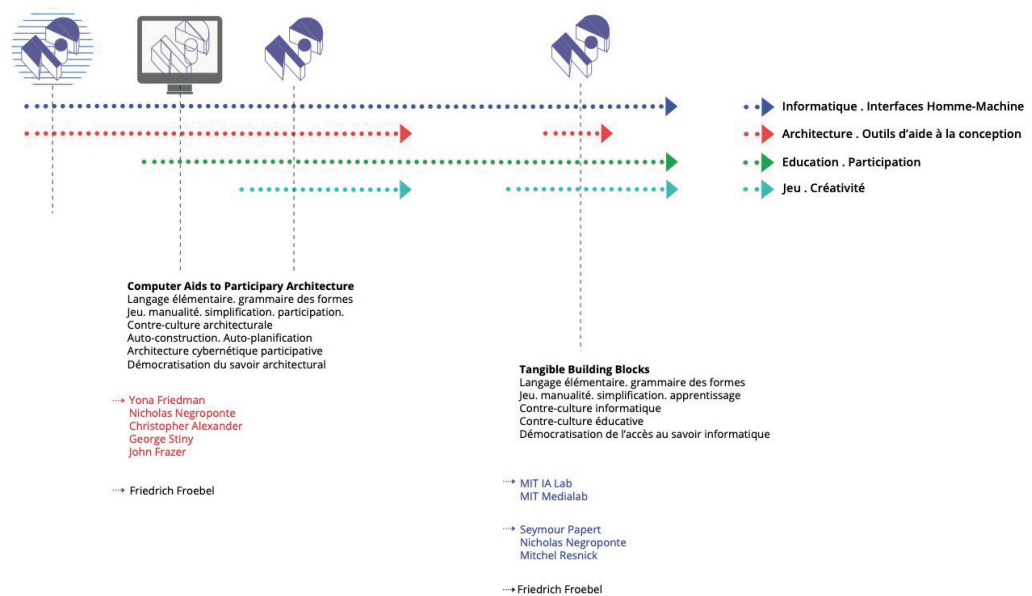 Informatique . Interfaces Homme-Machine
Architecture . Outils d'aide à la conception
Education . Participation
Jeu . Créativité
Computer Aids to Participary Architecture
Langage élémentaire. grammaire des formes
Jeu. manualité. simplification. participation.
Contre-culture architecturale
Auto-construction. Auto-planification
Architecture cybernétique participative
Démocratisation du savoir architectural
Yona Friedman
Nicholas Negroponte
Christopher Alexander
George Stiny
John Frazer
Friedrich Froebel
Tangible Building Blocks
Langage élémentaire. grammaire des formes
Jeu. manualité. simplification. apprentissage
Contre-culture informatique
Contre-culture éducative
Démocratisation de l'accès au savoir informatique
MIT IA Lab
MIT Medialab
Seymour Papert
Nicholas Negroponte
Mitchel Resnick
Friedrich Froebel